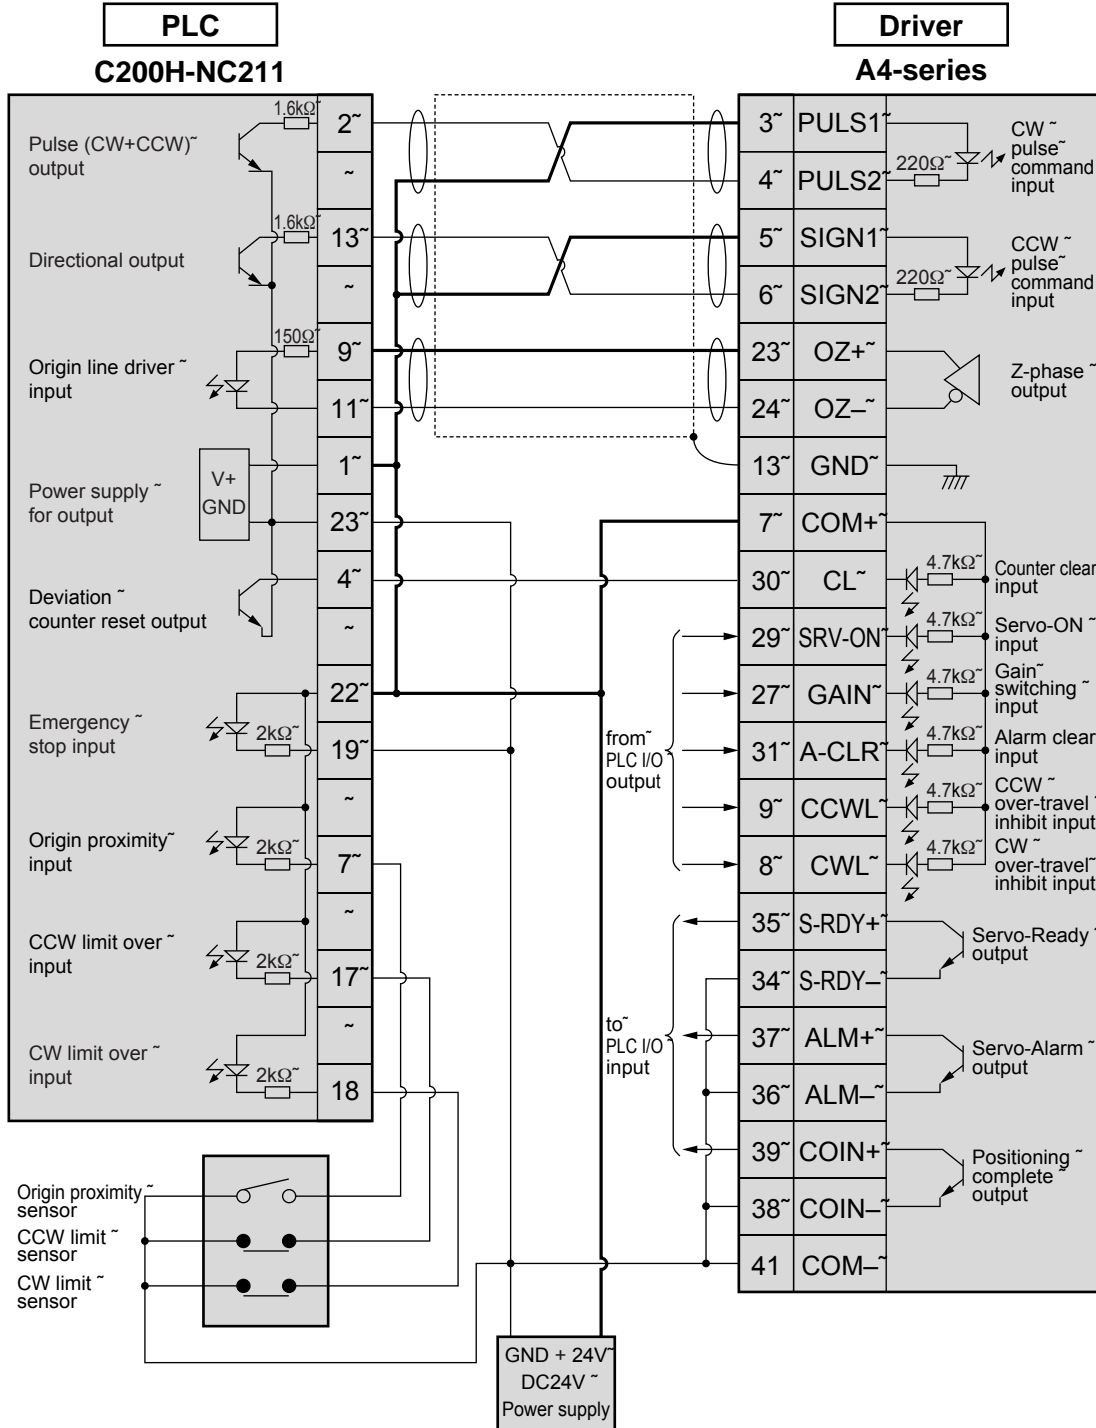 PLC
Driver
C200H-NC211
A4-series
Pulse (CW+CCW)~
output
1.6kΩ~
2~
~
Directional output
1.6kΩ~
13~
~
Origin line driver ~
input
150Ω~
9~
11~
Power supply ~
for output
V+
GND
1~
23~
Deviation ~
counter reset output
4~
~
Emergency ~
stop input
2kΩ~
22~
19~
~
Origin proximity~
input
2kΩ~
7~
~
CCW limit over ~
input
2kΩ~
17~
~
CW limit over ~
input
2kΩ~
18
Origin proximity ~
sensor
CCW limit ~
sensor
CW limit ~
sensor
GND + 24V~
DC24V ~
Power supply
from~
PLC I/O ~
output
to~
PLC I/O ~
input
3~ PULS1~
4~ PULS2~
220Ω~
CW ~
pulse~
command
input
5~ SIGN1~
6~ SIGN2~
220Ω~
CCW ~
pulse~
command
input
23~ OZ+~
24~ OZ–~
Z-phase ~
output
13~ GND~
7~ COM+~
30~ CL~
4.7kΩ~
Counter clear
input
29~ SRV-ON~
4.7kΩ~
Servo-ON ~
input
27~ GAIN~
4.7kΩ~
Gain~
switching ~
input
31~ A-CLR~
4.7kΩ~
Alarm clear
input
9~ CCWL~
4.7kΩ~
CCW ~
over-travel ~
inhibit input
8~ CWL~
4.7kΩ~
CW ~
over-travel~
inhibit input
35~ S-RDY+~
34~ S-RDY–~
Servo-Ready ~
output
37~ ALM+~
36~ ALM–~
Servo-Alarm ~
output
39~ COIN+~
38~ COIN–~
Positioning ~
complete ~
output
41 COM–~